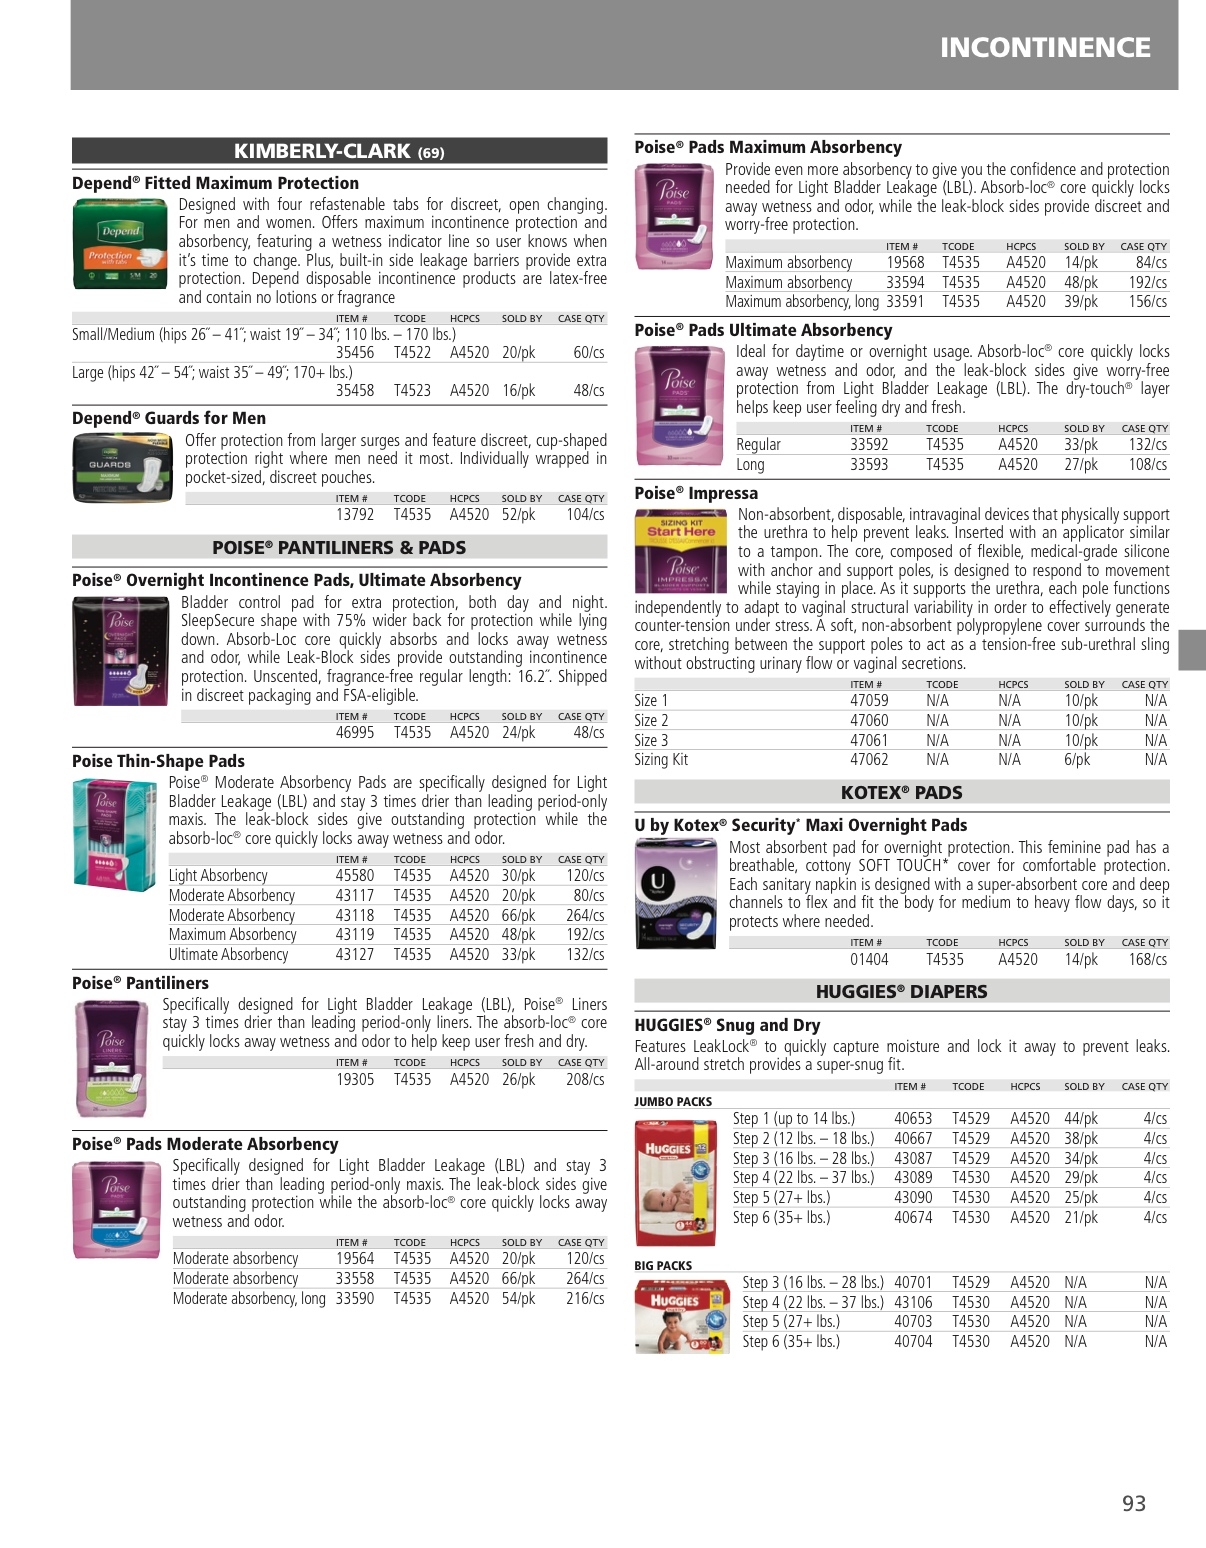 INCONTINENCE
KIMBERLY-CLARK (69)
Depend® Fitted Maximum Protection
Designed with four refastenable tabs for discreet, open changing.
For men and women. Offers maximum incontinence protection and
absorbency, featuring a wetness indicator line so user knows when
it's time to change. Plus, built-in side leakage barriers provide extra
protection. Depend disposable incontinence products are latex-free
and contain no lotions or fragrance
Depend
Protection
with tabs
S/M 20
ITEM # TCODE HCPCS SOLD BY CASE QTY
Small/Medium (hips 26˝ – 41˝; waist 19˝ – 34˝; 110 lbs. – 170 lbs.)
35456 T4522 A4520 20/pk 60/cs
Large (hips 42˝ – 54˝; waist 35˝ – 49˝; 170+ lbs.)
35458 T4523 A4520 16/pk 48/cs
Depend® Guards for Men
Offer protection from larger surges and feature discreet, cup-shaped
protection right where men need it most. Individually wrapped in
pocket-sized, discreet pouches.
GUARDS
ITEM # TCODE HCPCS SOLD BY CASE QTY
13792 T4535 A4520 52/pk 104/cs
POISE® PANTILINERS & PADS
Poise® Overnight Incontinence Pads, Ultimate Absorbency
Bladder control pad for extra protection, both day and night.
SleepSecure shape with 75% wider back for protection while lying
down. Absorb-Loc core quickly absorbs and locks away wetness
and odor, while Leak-Block sides provide outstanding incontinence
protection. Unscented, fragrance-free regular length: 16.2˝. Shipped
in discreet packaging and FSA-eligible.
Poise
ITEM # TCODE HCPCS SOLD BY CASE QTY
46995 T4535 A4520 24/pk 48/cs
Poise Thin-Shape Pads
Poise® Moderate Absorbency Pads are specifically designed for Light
Bladder Leakage (LBL) and stay 3 times drier than leading period-only
maxis. The leak-block sides give outstanding protection while the
absorb-loc® core quickly locks away wetness and odor.
Poise
ITEM # TCODE HCPCS SOLD BY CASE QTY
Light Absorbency 45580 T4535 A4520 30/pk 120/cs
Moderate Absorbency 43117 T4535 A4520 20/pk 80/cs
Moderate Absorbency 43118 T4535 A4520 66/pk 264/cs
Maximum Absorbency 43119 T4535 A4520 48/pk 192/cs
Ultimate Absorbency 43127 T4535 A4520 33/pk 132/cs
Poise® Pantiliners
Specifically designed for Light Bladder Leakage (LBL), Poise® Liners
stay 3 times drier than leading period-only liners. The absorb-loc® core
quickly locks away wetness and odor to help keep user fresh and dry.
Poise
LINERS
ITEM # TCODE HCPCS SOLD BY CASE QTY
19305 T4535 A4520 26/pk 208/cs
Poise® Pads Moderate Absorbency
Specifically designed for Light Bladder Leakage (LBL) and stay 3
times drier than leading period-only maxis. The leak-block sides give
outstanding protection while the absorb-loc® core quickly locks away
wetness and odor.
Poise
PADS
ITEM # TCODE HCPCS SOLD BY CASE QTY
Moderate absorbency 19564 T4535 A4520 20/pk 120/cs
Moderate absorbency 33558 T4535 A4520 66/pk 264/cs
Moderate absorbency, long 33590 T4535 A4520 54/pk 216/cs
Poise® Pads Maximum Absorbency
Provide even more absorbency to give you the confidence and protection
needed for Light Bladder Leakage (LBL). Absorb-loc® core quickly locks
away wetness and odor, while the leak-block sides provide discreet and
worry-free protection.
Poise
PADS
ITEM # TCODE HCPCS SOLD BY CASE QTY
Maximum absorbency 19568 T4535 A4520 14/pk 84/cs
Maximum absorbency 33594 T4535 A4520 48/pk 192/cs
Maximum absorbency, long 33591 T4535 A4520 39/pk 156/cs
Poise® Pads Ultimate Absorbency
Ideal for daytime or overnight usage. Absorb-loc® core quickly locks
away wetness and odor, and the leak-block sides give worry-free
protection from Light Bladder Leakage (LBL). The dry-touch® layer
helps keep user feeling dry and fresh.
Poise
PADS
ITEM # TCODE HCPCS SOLD BY CASE QTY
Regular 33592 T4535 A4520 33/pk 132/cs
Long 33593 T4535 A4520 27/pk 108/cs
Poise® Impressa
Non-absorbent, disposable, intravaginal devices that physically support
the urethra to help prevent leaks. Inserted with an applicator similar
to a tampon. The core, composed of flexible, medical-grade silicone
with anchor and support poles, is designed to respond to movement
while staying in place. As it supports the urethra, each pole functions
independently to adapt to vaginal structural variability in order to effectively generate
counter-tension under stress. A soft, non-absorbent polypropylene cover surrounds the
core, stretching between the support poles to act as a tension-free sub-urethral sling
without obstructing urinary flow or vaginal secretions.
SIZING KIT
Start Here
Poise
IMPRESSA
BLADDER SUPPORTS
ITEM # TCODE HCPCS SOLD BY CASE QTY
Size 1 47059 N/A N/A 10/pk N/A
Size 2 47060 N/A N/A 10/pk N/A
Size 3 47061 N/A N/A 10/pk N/A
Sizing Kit 47062 N/A N/A 6/pk N/A
KOTEX® PADS
U by Kotex® Security* Maxi Overnight Pads
Most absorbent pad for overnight protection. This feminine pad has a
breathable, cottony SOFT TOUCH* cover for comfortable protection.
Each sanitary napkin is designed with a super-absorbent core and deep
channels to flex and fit the body for medium to heavy flow days, so it
protects where needed.
U
ITEM # TCODE HCPCS SOLD BY CASE QTY
01404 T4535 A4520 14/pk 168/cs
HUGGIES® DIAPERS
HUGGIES® Snug and Dry
Features LeakLock® to quickly capture moisture and lock it away to prevent leaks.
All-around stretch provides a super-snug fit.
ITEM # TCODE HCPCS SOLD BY CASE QTY
JUMBO PACKS
HUGGIES
Step 1 (up to 14 lbs.) 40653 T4529 A4520 44/pk 4/cs
Step 2 (12 lbs. – 18 lbs.) 40667 T4529 A4520 38/pk 4/cs
Step 3 (16 lbs. – 28 lbs.) 43087 T4529 A4520 34/pk 4/cs
Step 4 (22 lbs. – 37 lbs.) 43089 T4530 A4520 29/pk 4/cs
Step 5 (27+ lbs.) 43090 T4530 A4520 25/pk 4/cs
Step 6 (35+ lbs.) 40674 T4530 A4520 21/pk 4/cs
BIG PACKS
HUGGIES
Step 3 (16 lbs. – 28 lbs.) 40701 T4529 A4520 N/A N/A
Step 4 (22 lbs. – 37 lbs.) 43106 T4530 A4520 N/A N/A
Step 5 (27+ lbs.) 40703 T4530 A4520 N/A N/A
Step 6 (35+ lbs.) 40704 T4530 A4520 N/A N/A
93